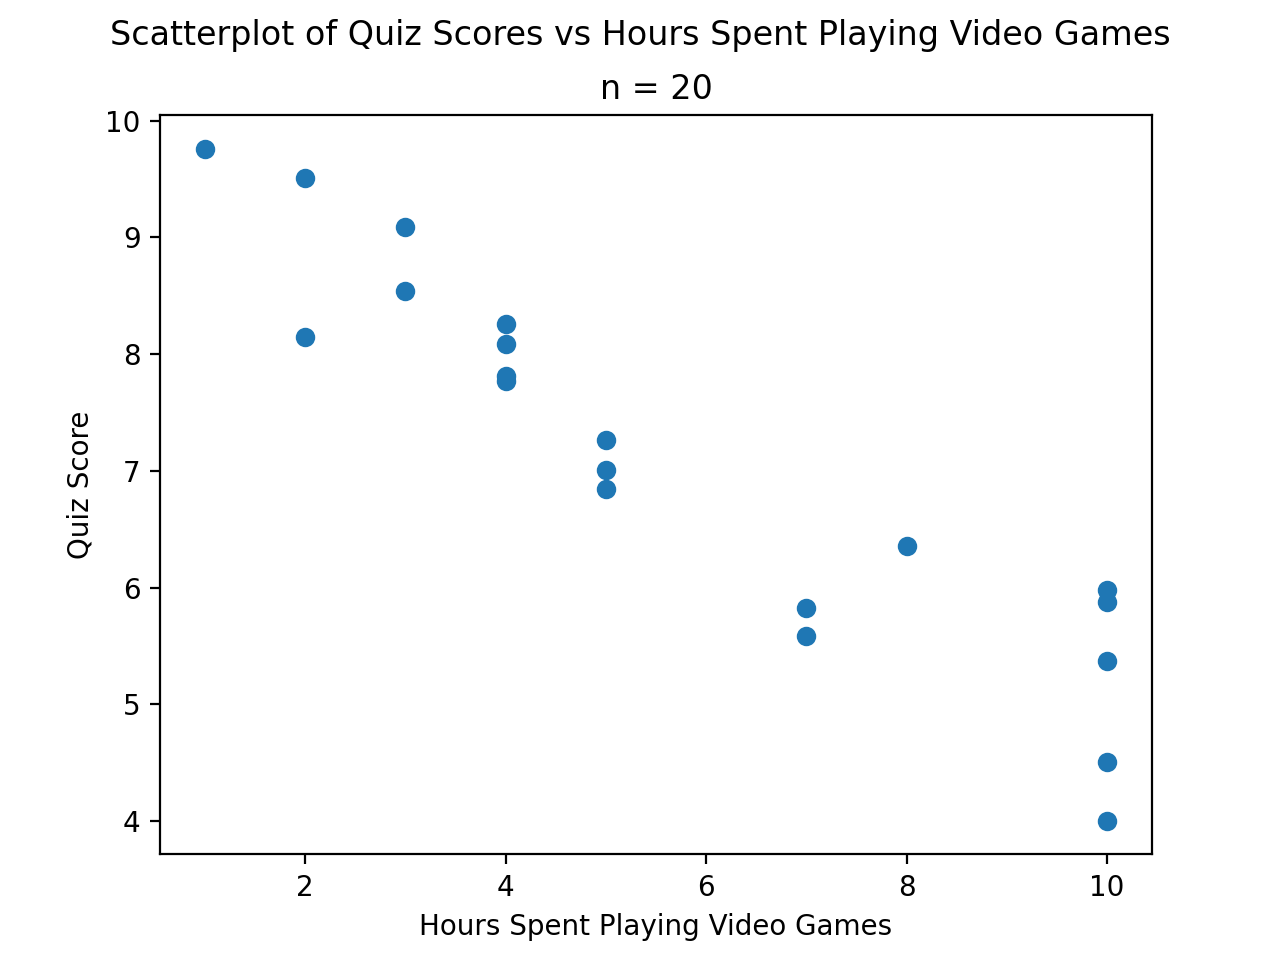 Scatterplot of Quiz Scores vs Hours Spent Playing Video Games
n = 20
10
9
8
7
6
5
4
Quiz Score
2 4 6 8 10
Hours Spent Playing Video Games